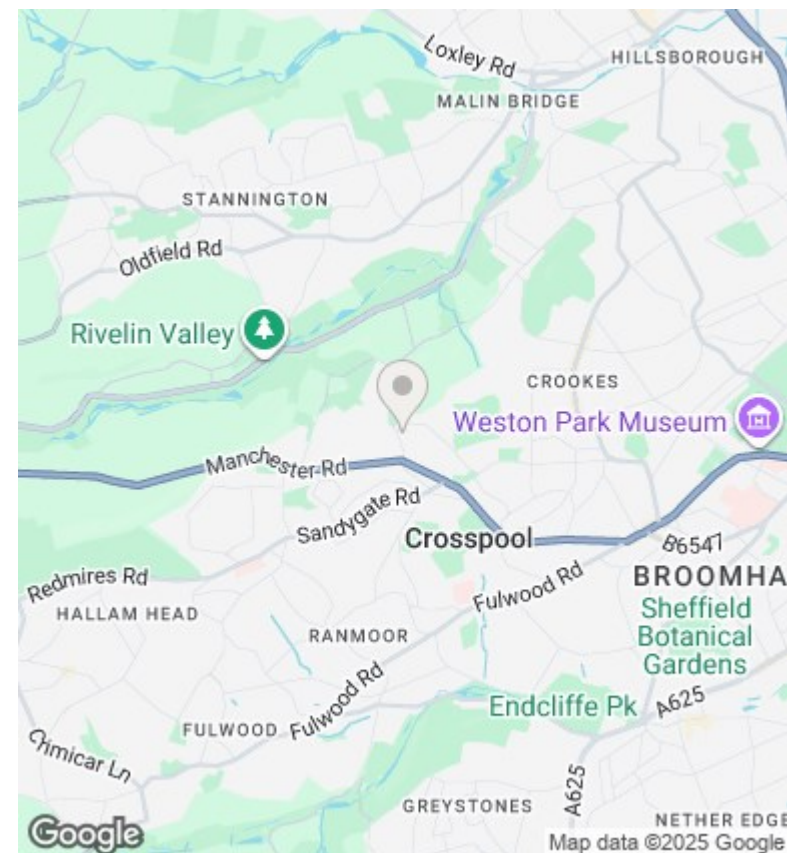 Loxley Rd
HILLSBOROUGH
MALIN BRIDGE
STANNINGTON
Oldfield Rd
Rivelin Valley
CROOKES
Weston Park Museum
Manchester Rd
Sandygate Rd
Crosspool
B6547
Redmires Rd
Fulwood Rd
BROOMHA
HALLAM HEAD
Sheffield
Botanical
Gardens
RANMOOR
Fulwood Rd
Endcliffe Pk
A625
FULWOOD
Crimicar Ln
A625
GREYSTONES
NETHER EDGE
Google
Map data ©2025 Google